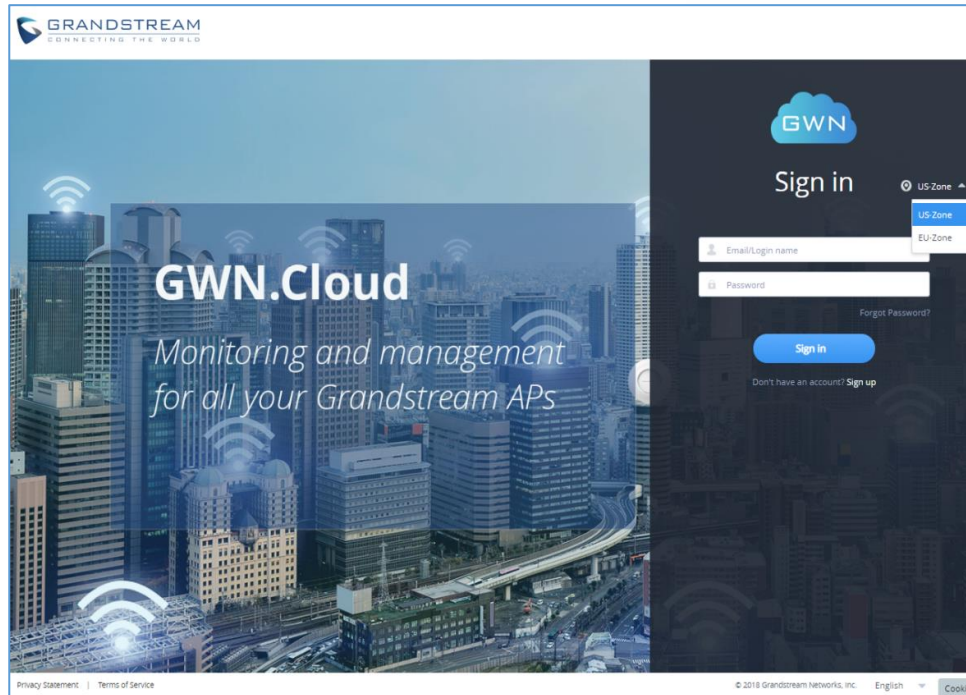 GRANDSTREAM
CONNECTING THE WORLD
GWN
Sign in
US-Zone
US-Zone
EU-Zone
GWN.Cloud
Monitoring and management
for all your Grandstream APs
Email/Login name
Password
Forgot Password?
Sign in
Don't have an account? Sign up
Privacy Statement | Terms of Service
© 2018 Grandstream Networks, Inc.
English